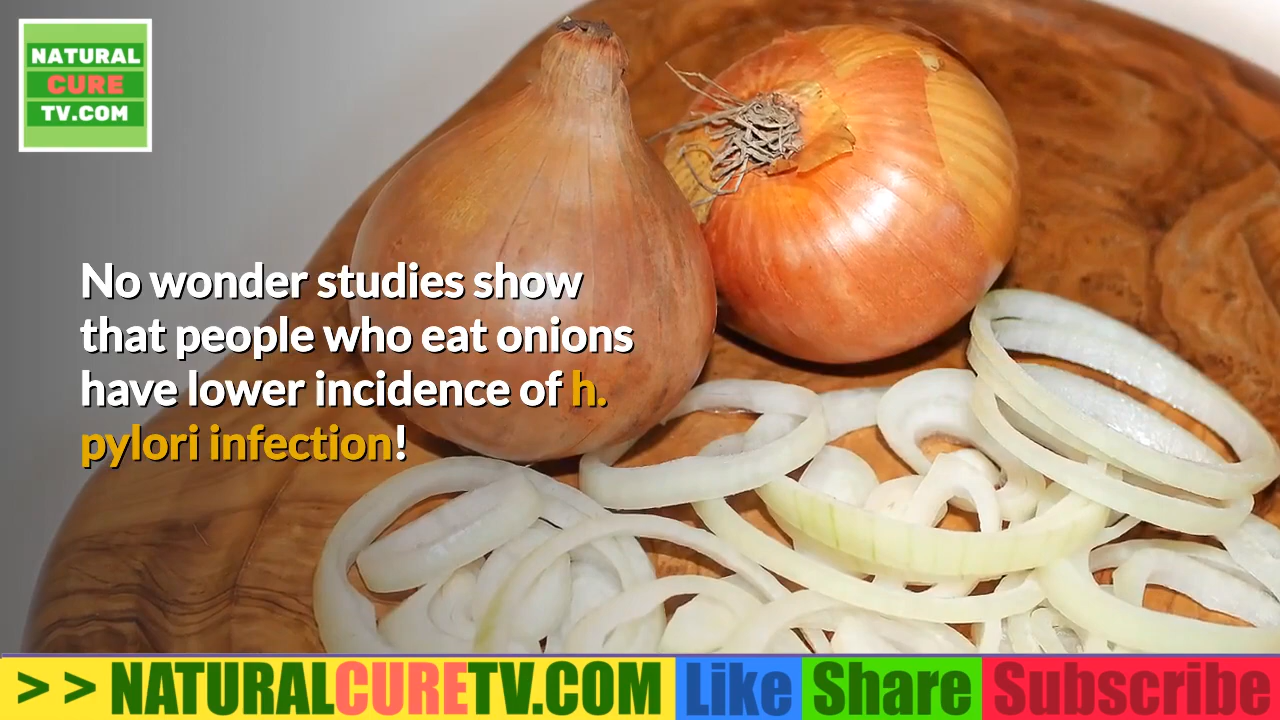 NATURAL
CURE
TV.COM
No wonder studies show
that people who eat onions
have lower incidence of h.
pylori infection!
> > NATURALCURETV.COM Like Share Subscribe